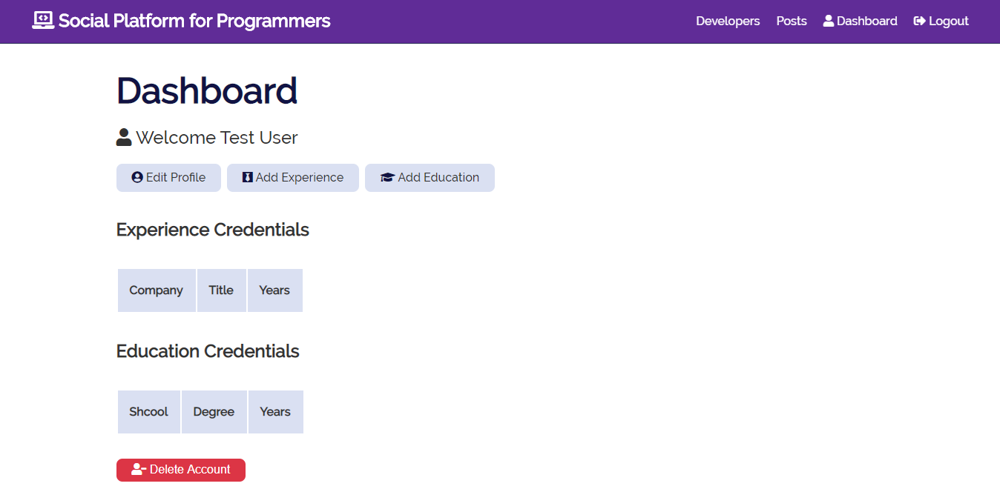 Social Platform for Programmers Developers Posts Dashboard Logout
Dashboard
Welcome Test User
Edit Profile Add Experience Add Education
Experience Credentials
Company Title Years
Education Credentials
Shcool Degree Years
Delete Account